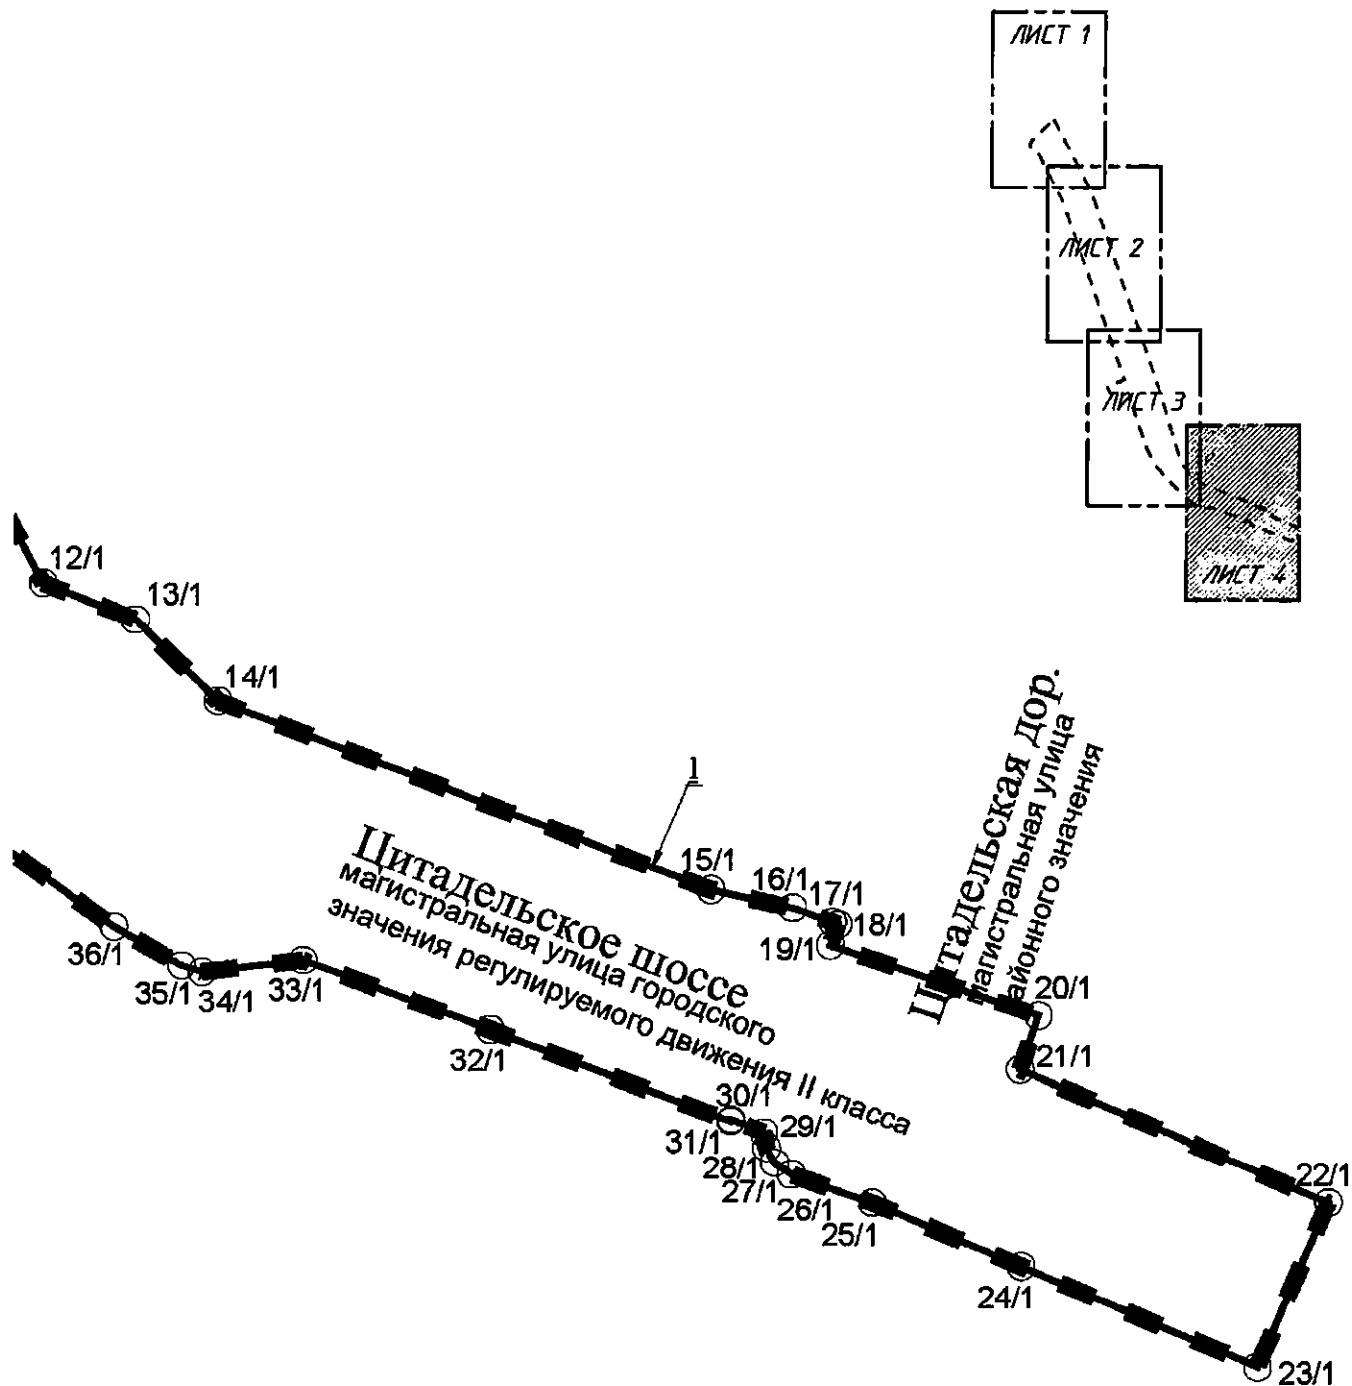 ЛИСТ 1
ЛИСТ 2
ЛИСТ 3
ЛИСТ 4
12/1
13/1
14/1
1
15/1
16/1
17/1
18/1
19/1
Цитадельская дор.
магистральная улица
районного значения
20/1
21/1
22/1
23/1
24/1
25/1
26/1
27/1
28/1
29/1
30/1
31/1
32/1
33/1
34/1
35/1
36/1
Цитадельское шоссе
магистральная улица городского
значения регулируемого движения II класса